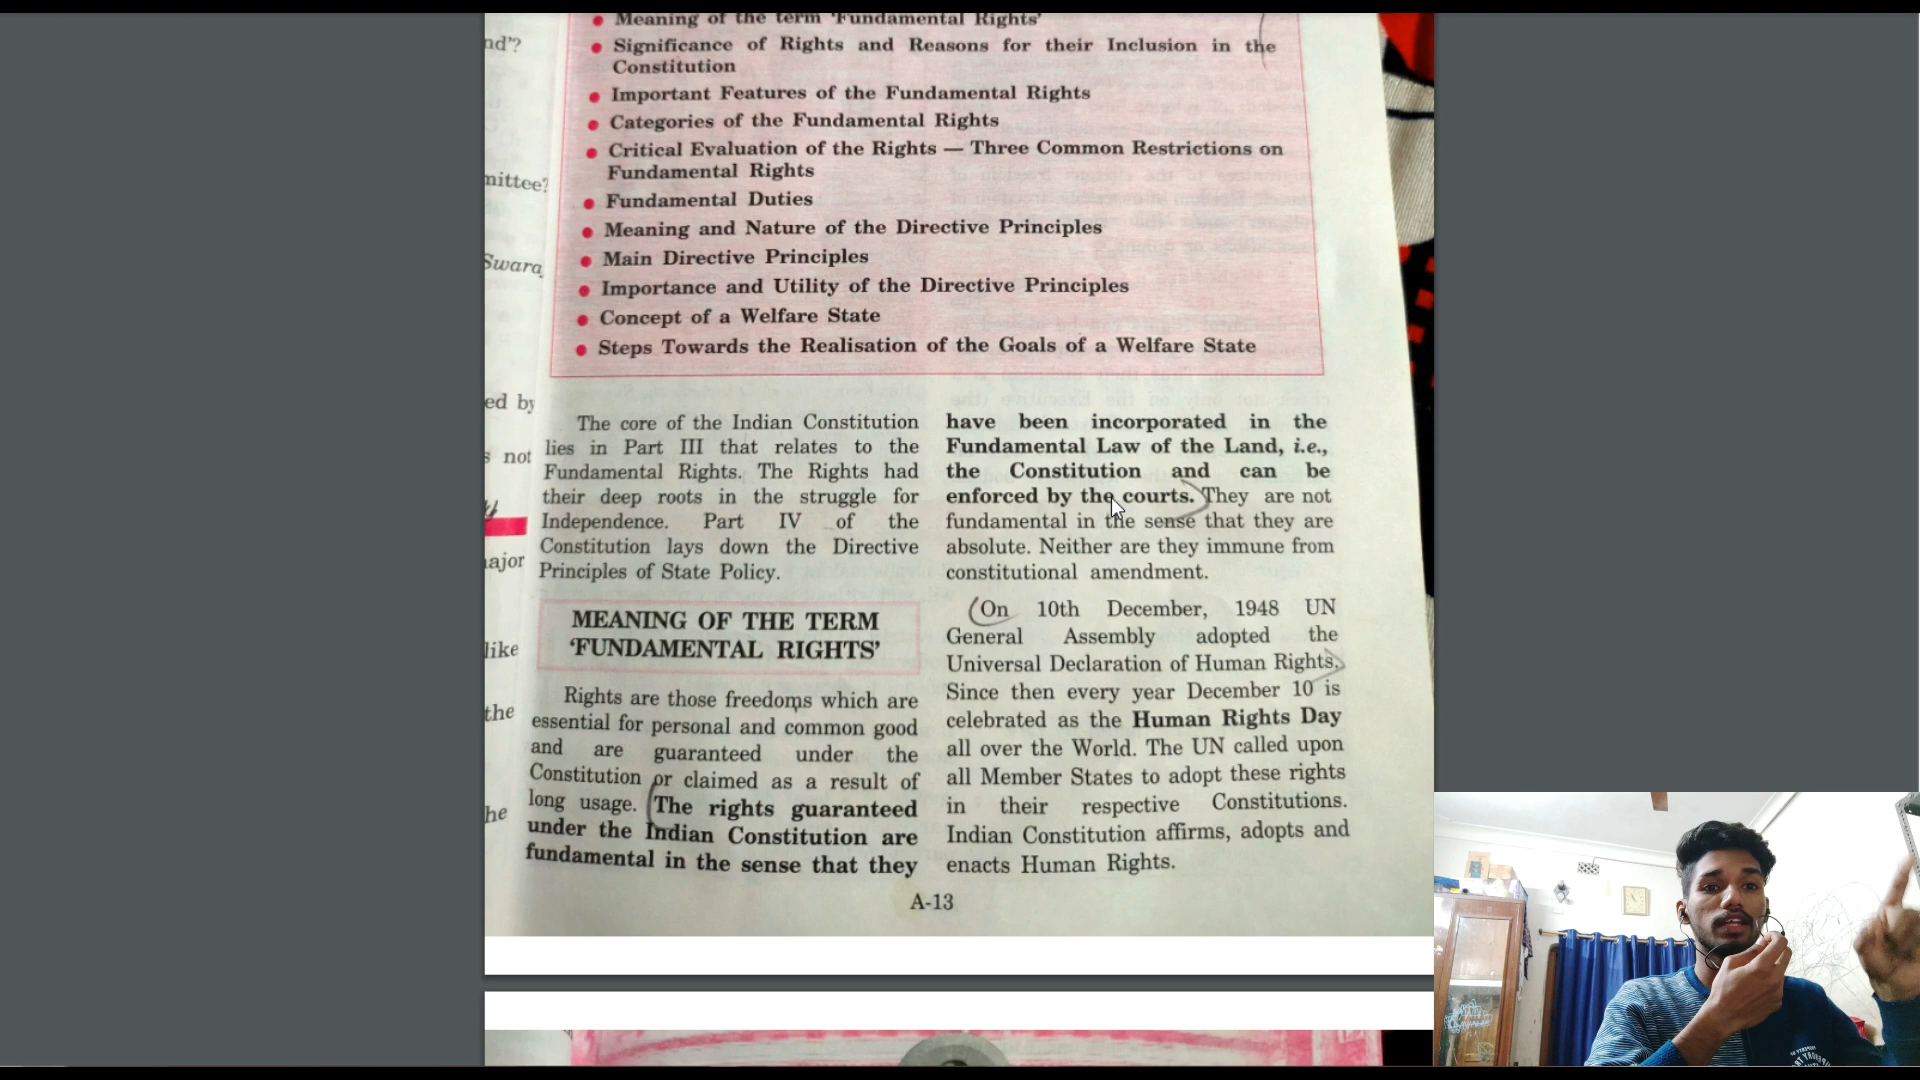 nd'?
Meaning of the term 'Fundamental Rights'
Significance of Rights and Reasons for their Inclusion in the
Constitution
Important Features of the Fundamental Rights
Categories of the Fundamental Rights
Critical Evaluation of the Rights — Three Common Restrictions on
Fundamental Rights
mittee?
Fundamental Duties
Meaning and Nature of the Directive Principles
Main Directive Principles
Swaraj
Importance and Utility of the Directive Principles
Concept of a Welfare State
Steps Towards the Realisation of the Goals of a Welfare State
ed by
s not
ajor
like
the
he
The core of the Indian Constitution
lies in Part III that relates to the
Fundamental Rights. The Rights had
their deep roots in the struggle for
Independence. Part IV of the
Constitution lays down the Directive
Principles of State Policy.
MEANING OF THE TERM
'FUNDAMENTAL RIGHTS'
Rights are those freedoms which are
essential for personal and common good
and are guaranteed under the
Constitution or claimed as a result of
long usage. The rights guaranteed
under the Indian Constitution are
fundamental in the sense that they
have been incorporated in the
Fundamental Law of the Land, i.e.,
the Constitution and can be
enforced by the courts. They are not
fundamental in the sense that they are
absolute. Neither are they immune from
constitutional amendment.
On 10th December, 1948 UN
General Assembly adopted the
Universal Declaration of Human Rights.
Since then every year December 10 is
celebrated as the Human Rights Day
all over the World. The UN called upon
all Member States to adopt these rights
in their respective Constitutions.
Indian Constitution affirms, adopts and
enacts Human Rights.
A-13